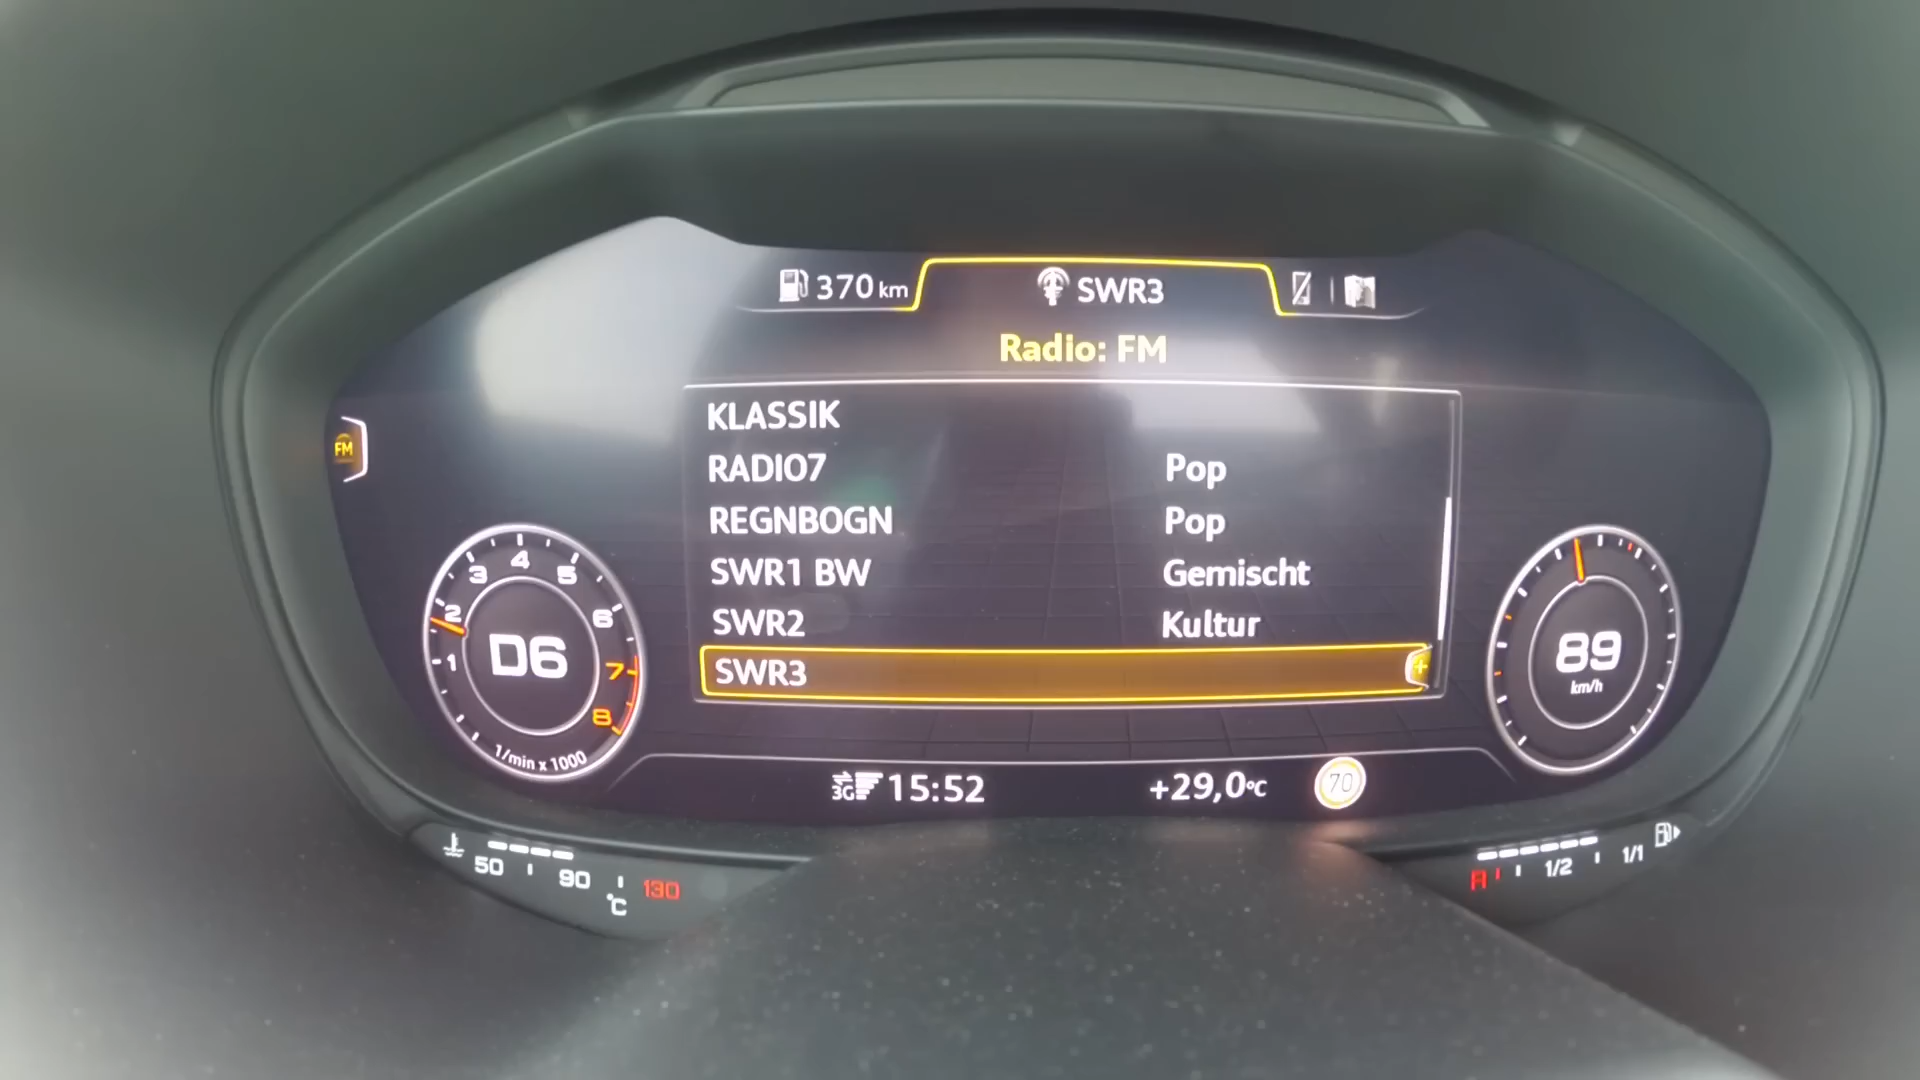 370 km
SWR3
Radio: FM
FM
KLASSIK
RADIO7 Pop
REGNBOGN Pop
SWR1 BW Gemischt
SWR2 Kultur
SWR3
1 2 3 4 5 6 7 8
D6
1/min x 1000
89
km/h
3G 15:52 +29,0°C 70
50 90 130
°C
R 1/2 1/1